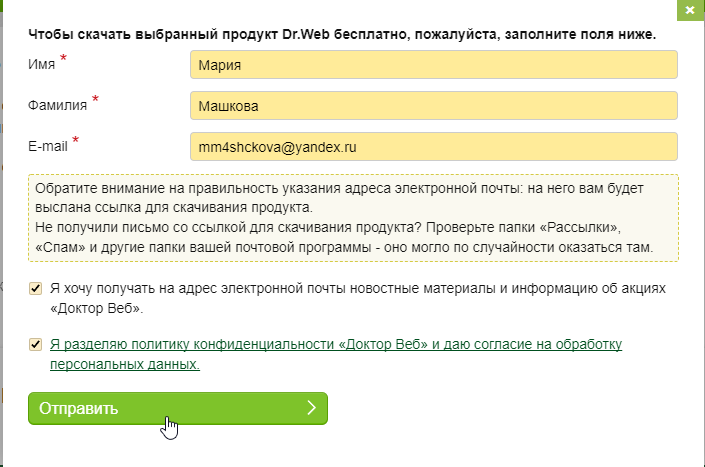 Чтобы скачать выбранный продукт Dr.Web бесплатно, пожалуйста, заполните поля ниже.
Имя * Мария
Фамилия * Машкова
E-mail * mm4shckova@yandex.ru
Обратите внимание на правильность указания адреса электронной почты: на него вам будет
выслана ссылка для скачивания продукта.
Не получили письмо со ссылкой для скачивания продукта? Проверьте папки «Рассылки»,
«Спам» и другие папки вашей почтовой программы - оно могло по случайности оказаться там.
Я хочу получать на адрес электронной почты новостные материалы и информацию об акциях
«Доктор Веб».
Я разделяю политику конфиденциальности «Доктор Веб» и даю согласие на обработку
персональных данных.
Отправить